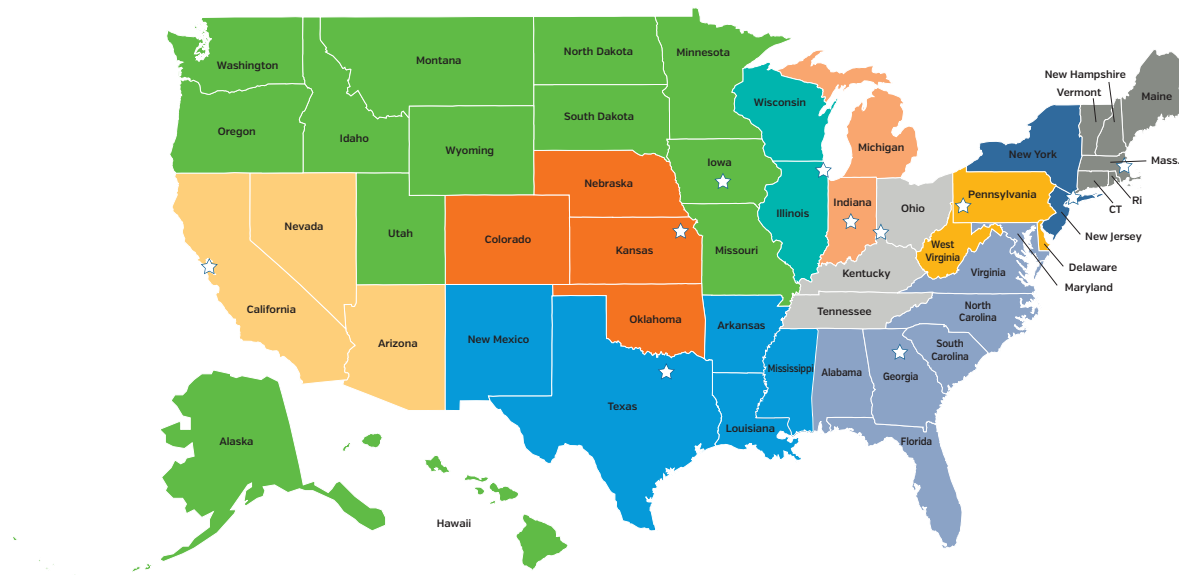 Washington
Montana
North Dakota
Minnesota
Oregon
Idaho
Wyoming
South Dakota
Wisconsin
Michigan
New Hampshire
Vermont
Maine
New York
Mass.
Ri
CT
Nevada
Utah
Colorado
Nebraska
Kansas
Iowa
Missouri
Illinois
Indiana
Ohio
Pennsylvania
New Jersey
West
Virginia
Virginia
Delaware
Maryland
Kentucky
California
Arizona
New Mexico
Oklahoma
Arkansas
Tennessee
North
Carolina
South
Carolina
Texas
Louisiana
Mississippi
Alabama
Georgia
Florida
Alaska
Hawaii